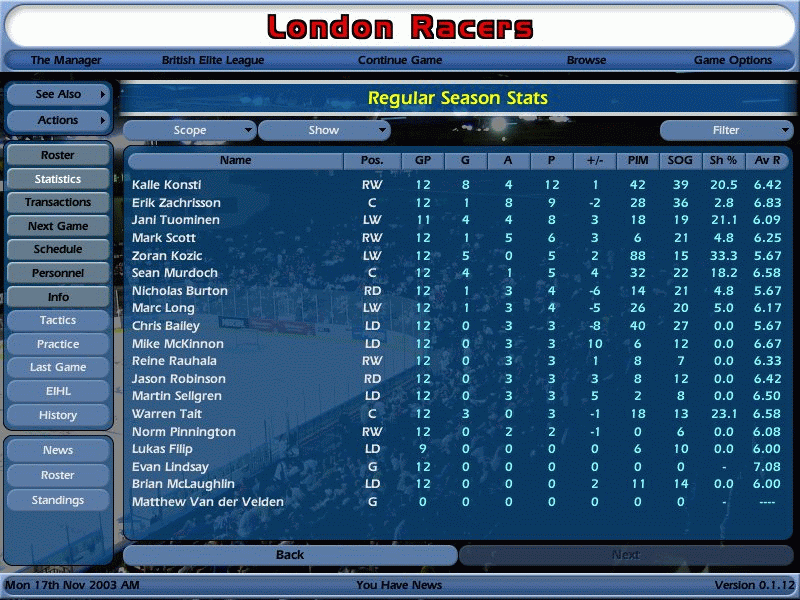 London Racers
The Manager British Elite League Continue Game Browse Game Options
See Also
Actions
Roster
Statistics
Transactions
Next Game
Schedule
Personnel
Info
Tactics
Practice
Last Game
EIHL
History
News
Roster
Standings
Regular Season Stats
Scope Show Filter
Name Pos. GP G A P +/- PIM SOG Sh % Av R
Kalle Konsti RW 12 8 4 12 1 42 39 20.5 6.42
Erik Zachrisson C 12 1 8 9 -2 28 36 2.8 6.83
Jani Tuominen LW 11 4 4 8 3 18 19 21.1 6.09
Mark Scott RW 12 1 5 6 3 6 21 4.8 6.25
Zoran Kozic LW 12 5 0 5 2 88 15 33.3 5.67
Sean Murdoch C 12 4 1 5 4 32 22 18.2 6.58
Nicholas Burton RD 12 1 3 4 -6 14 21 4.8 5.67
Marc Long LW 12 1 3 4 -5 26 20 5.0 6.17
Chris Bailey LD 12 0 3 3 -8 40 27 0.0 5.67
Mike McKinnon LD 12 0 3 3 10 6 12 0.0 6.67
Reine Rauhala RW 12 0 3 3 1 8 7 0.0 6.33
Jason Robinson RD 12 0 3 3 3 8 12 0.0 6.42
Martin Sellgren LD 12 0 3 3 5 2 8 0.0 6.50
Warren Tait C 12 3 0 3 -1 18 13 23.1 6.58
Norm Pinnington RW 12 0 2 2 -1 0 6 0.0 6.08
Lukas Filip LD 9 0 0 0 0 6 10 0.0 6.00
Evan Lindsay G 12 0 0 0 0 0 0 - 7.08
Brian McLaughlin LD 12 0 0 0 2 11 14 0.0 6.00
Matthew Van der Velden G 0 0 0 0 0 0 0 - ----
Back Next
Mon 17th Nov 2003 AM You Have News Version 0.1.12